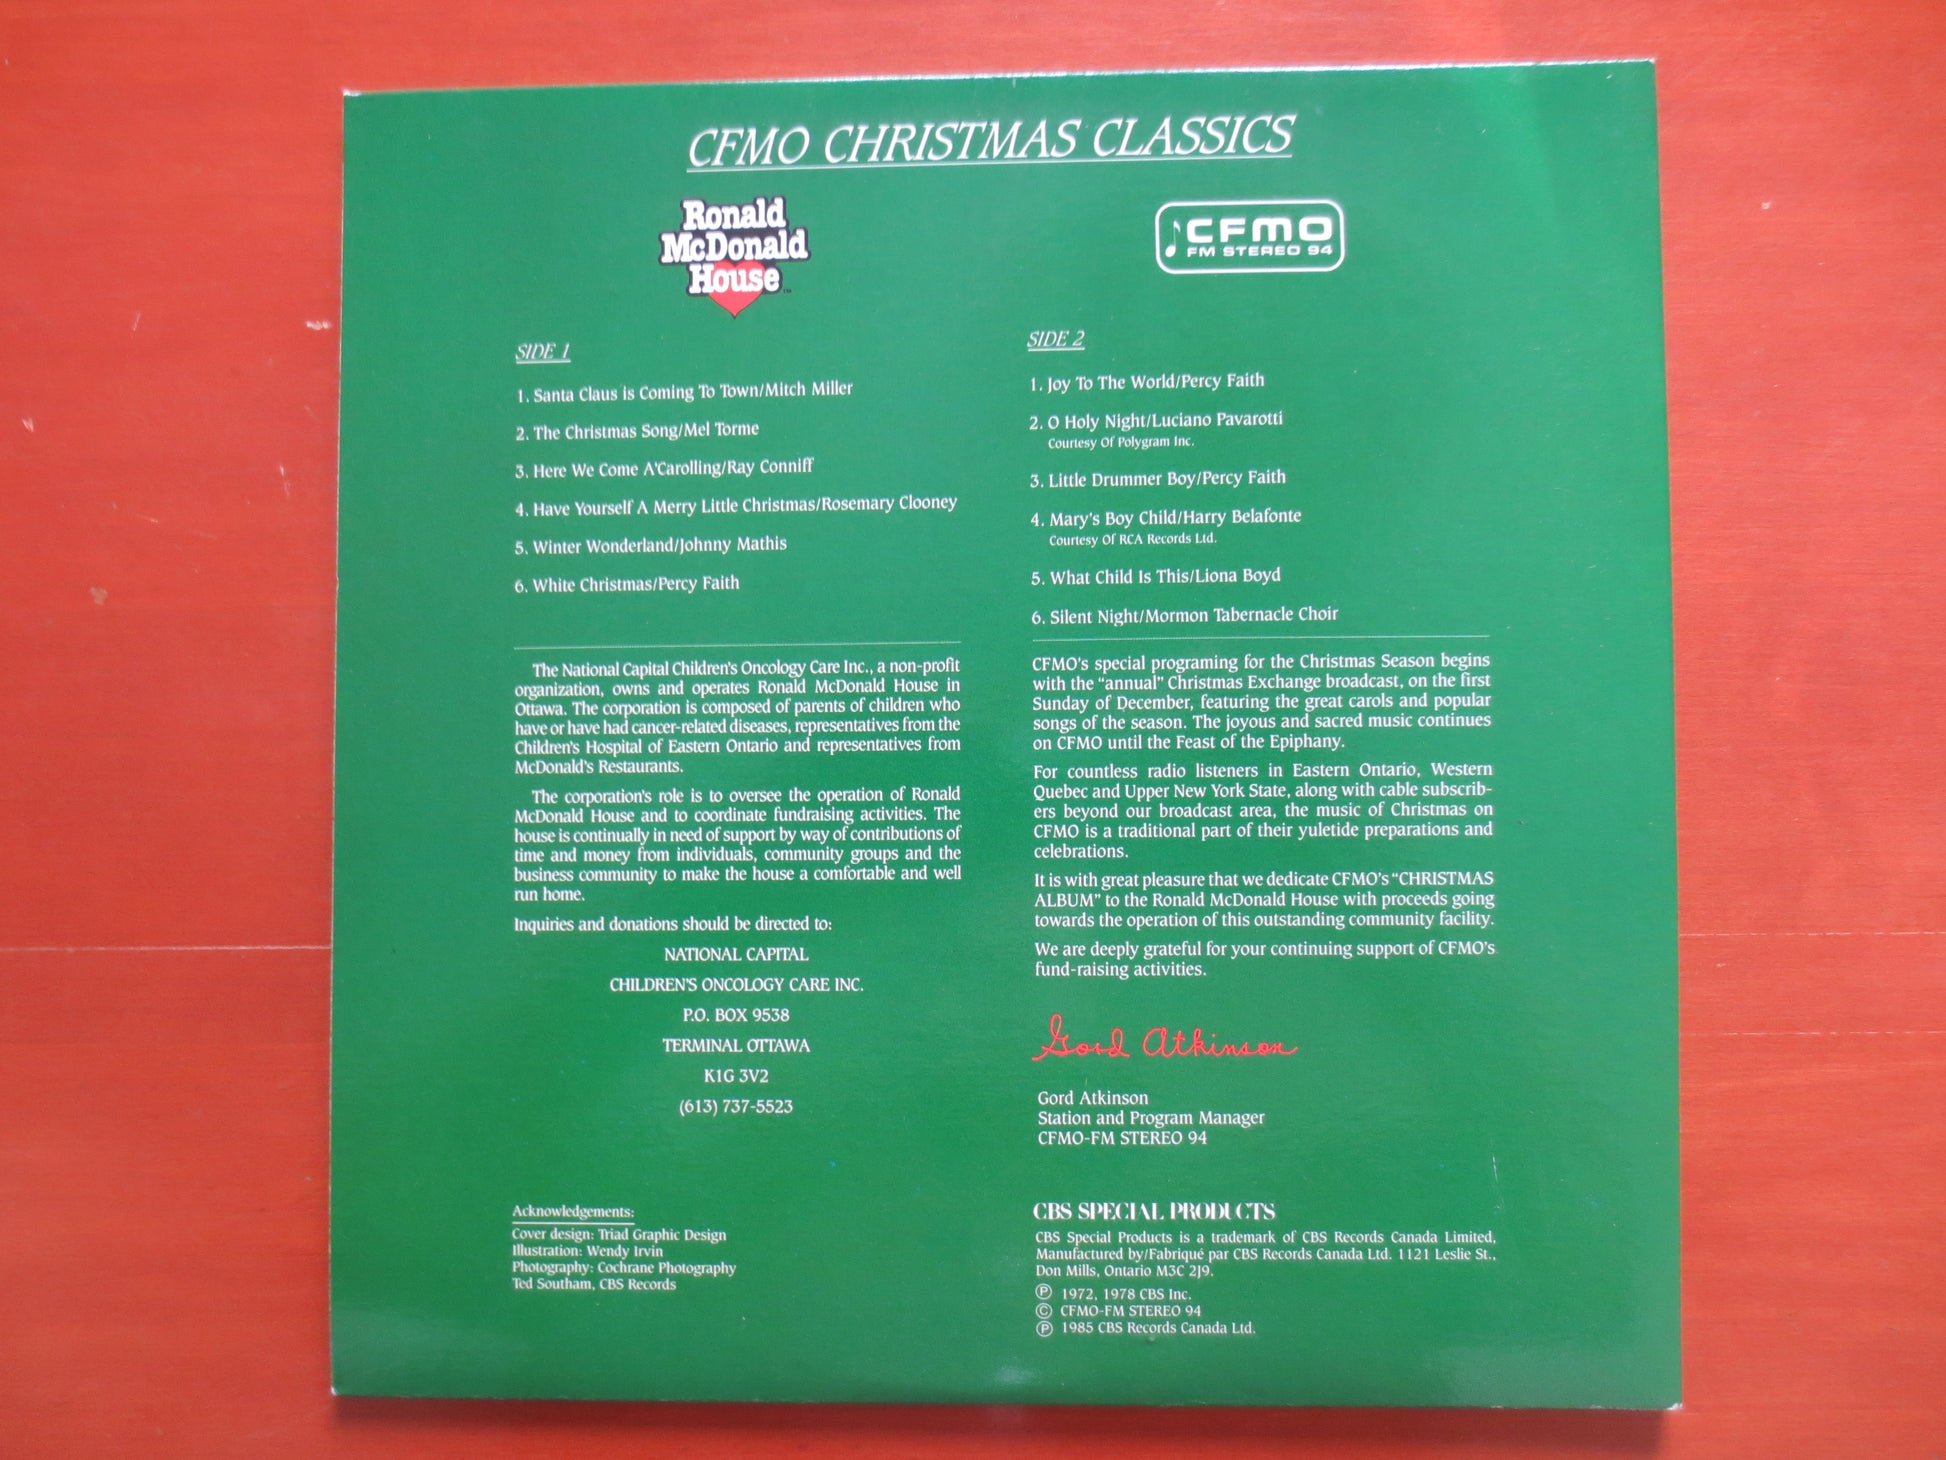 CFMO CHRISTMAS CLASSICS
Ronald
McDonald
House
TM
CFMO
FM STEREO 94
SIDE 1
1. Santa Claus is Coming To Town/Mitch Miller
2. The Christmas Song/Mel Torme
3. Here We Come A'Carolling/Ray Conniff
4. Have Yourself A Merry Little Christmas/Rosemary Clooney
5. Winter Wonderland/Johnny Mathis
6. White Christmas/Percy Faith
The National Capital Children's Oncology Care Inc., a non-profit
organization, owns and operates Ronald McDonald House in
Ottawa. The corporation is composed of parents of children who
have or have had cancer-related diseases, representatives from the
Children's Hospital of Eastern Ontario and representatives from
McDonald's Restaurants.
The corporation's role is to oversee the operation of Ronald
McDonald House and to coordinate fundraising activities. The
house is continually in need of support by way of contributions of
time and money from individuals, community groups and the
business community to make the house a comfortable and well
run home.
Inquiries and donations should be directed to:
NATIONAL CAPITAL
CHILDREN'S ONCOLOGY CARE INC.
P.O. BOX 9538
TERMINAL OTTAWA
K1G 3V2
(613) 737-5523
Acknowledgements:
Cover design: Triad Graphic Design
Illustration: Wendy Irvin
Photography: Cochrane Photography
Ted Southam, CBS Records
SIDE 2
1. Joy To The World/Percy Faith
2. O Holy Night/Luciano Pavarotti
Courtesy Of Polygram Inc.
3. Little Drummer Boy/Percy Faith
4. Mary's Boy Child/Harry Belafonte
Courtesy Of RCA Records Ltd.
5. What Child Is This/Liona Boyd
6. Silent Night/Mormon Tabernacle Choir
CFMO's special programing for the Christmas Season begins
with the "annual" Christmas Exchange broadcast, on the first
Sunday of December, featuring the great carols and popular
songs of the season. The joyous and sacred music continues
on CFMO until the Feast of the Epiphany.
For countless radio listeners in Eastern Ontario, Western
Quebec and Upper New York State, along with cable subscrib-
ers beyond our broadcast area, the music of Christmas on
CFMO is a traditional part of their yuletide preparations and
celebrations.
It is with great pleasure that we dedicate CFMO's "CHRISTMAS
ALBUM" to the Ronald McDonald House with proceeds going
towards the operation of this outstanding community facility.
We are deeply grateful for your continuing support of CFMO's
fund-raising activities.
Gord Atkinson
Gord Atkinson
Station and Program Manager
CFMO-FM STEREO 94
CBS SPECIAL PRODUCTS
CBS Special Products is a trademark of CBS Records Canada Limited,
Manufactured by/Fabriqué par CBS Records Canada Ltd. 1121 Leslie St.,
Don Mills, Ontario M3C 2J9.
Ⓟ 1972, 1978 CBS Inc.
© CFMO-FM STEREO 94
Ⓟ 1985 CBS Records Canada Ltd.